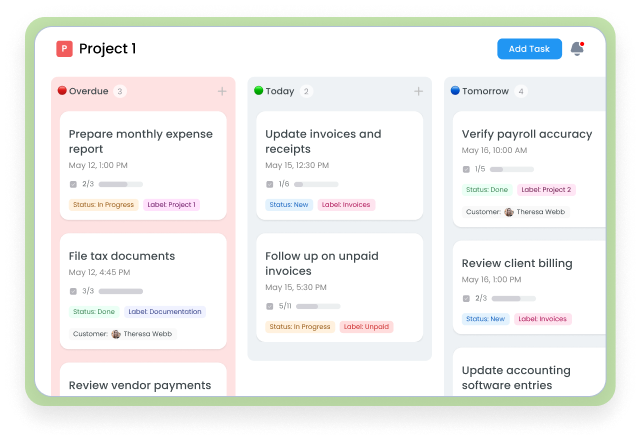 P Project 1
Add Task
Overdue 3 +
Prepare monthly expense
report
May 12, 1:00 PM
2/3
Status: In Progress Label: Project 1
File tax documents
May 12, 4:45 PM
3/3
Status: Done Label: Documentation
Customer: Theresa Webb
Review vendor payments
Today 2 +
Update invoices and
receipts
May 15, 12:30 PM
1/6
Status: New Label: Invoices
Follow up on unpaid
invoices
May 15, 5:30 PM
5/11
Status: In Progress Label: Unpaid
Tomorrow 4
Verify payroll accuracy
May 16, 10:00 AM
1/5
Status: Done Label: Project 2
Customer: Theresa Webb
Review client billing
May 16, 1:00 PM
2/3
Status: New Label: Invoices
Update accounting
software entries